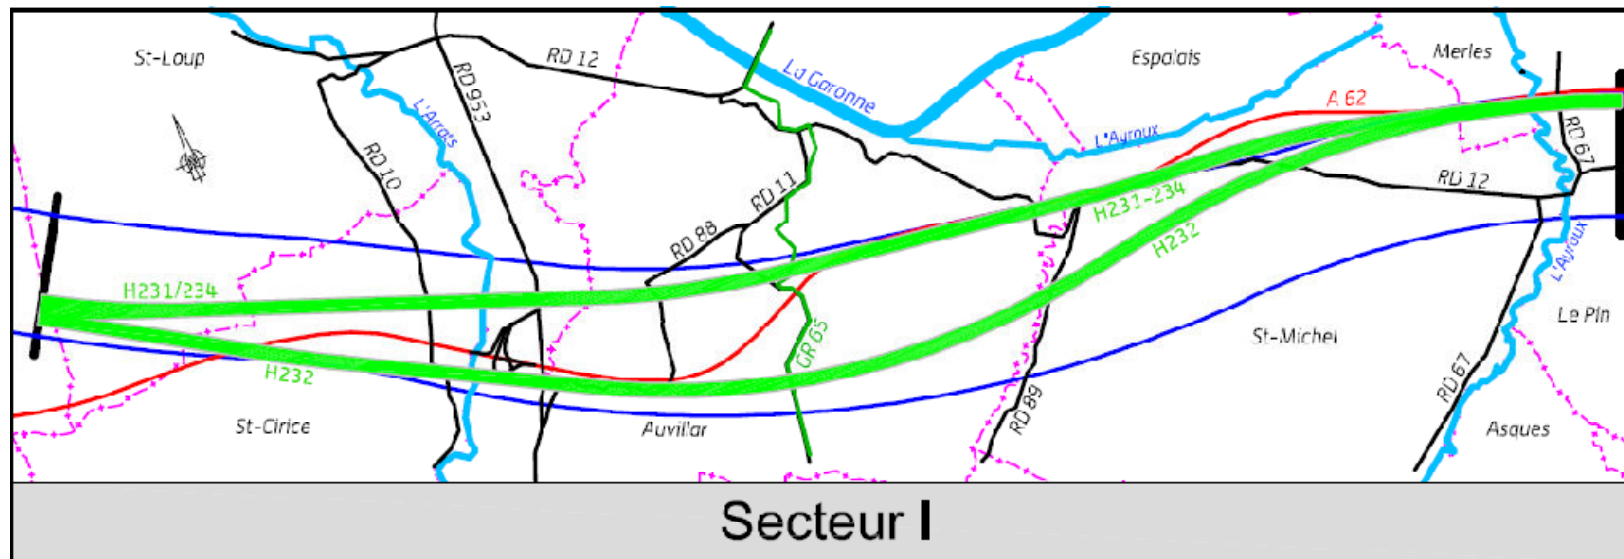 St-Loup
RD 12
RD 953
L'Arrats
RD 10
La Garonne
Espalais
Merles
A 62
L'Ayroux
RD 67
RD 12
RD 11
RD 88
H231-234
H232
H231/234
L'Ayroux
Le Pin
St-Michel
GR 65
H232
RD 89
RD 67
St-Cirice
Auvillar
Asques
Secteur I